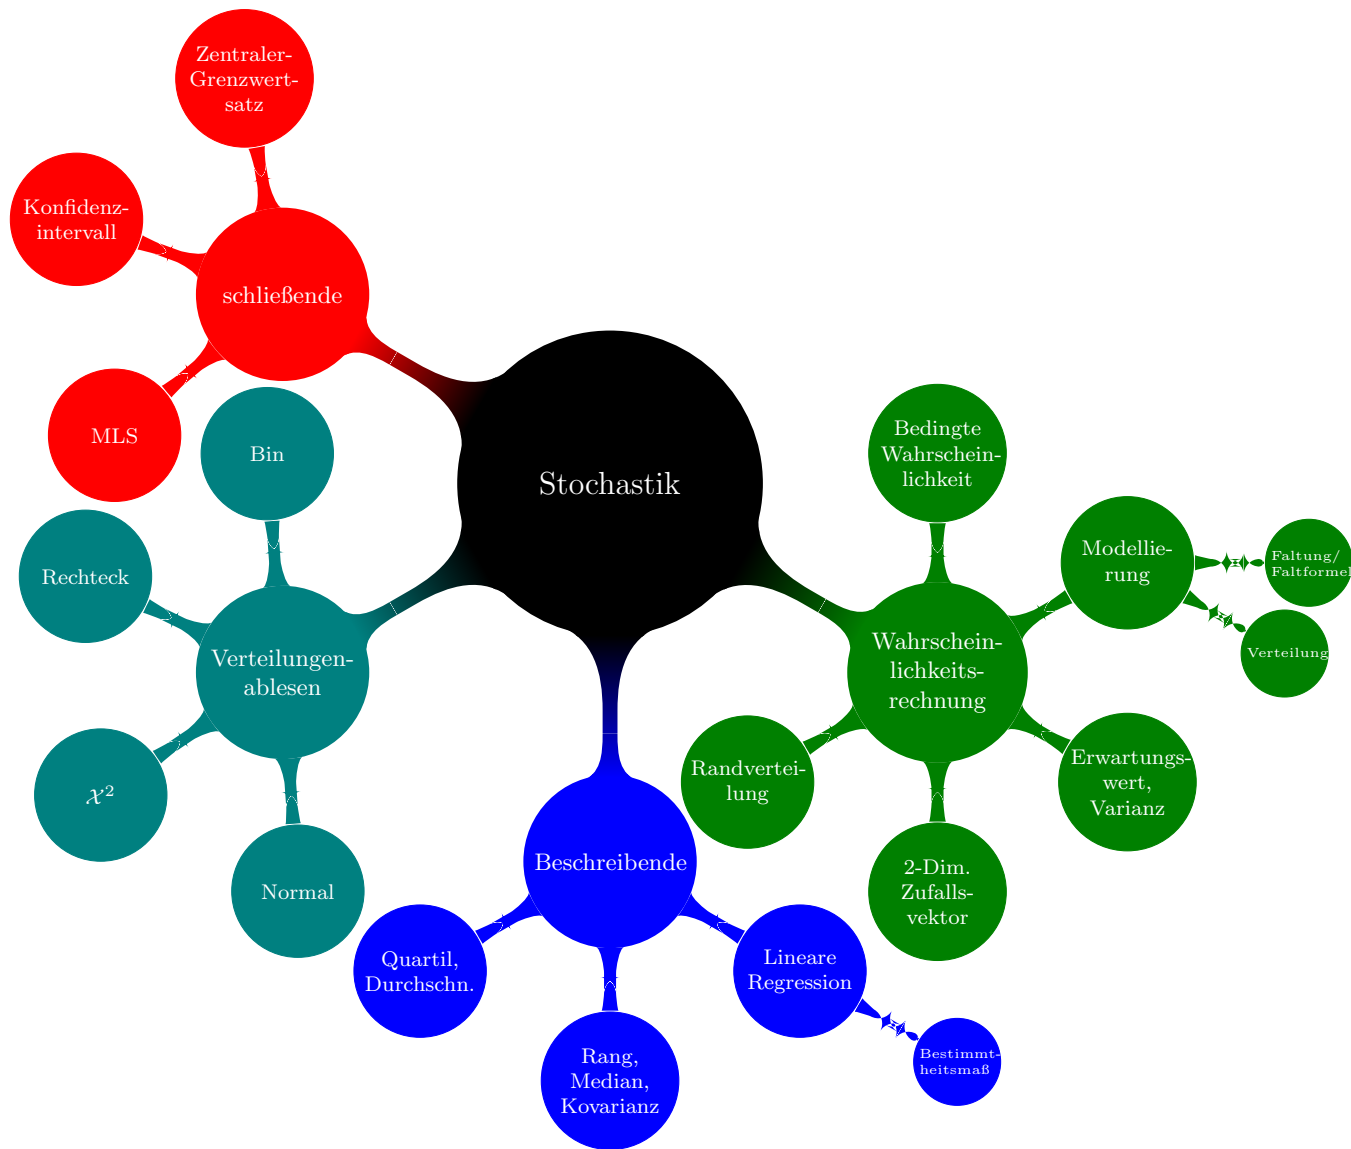 Zentraler-
Grenzwert-
satz
Konfidenz-
intervall
schließende
MLS
Stochastik
Bin
Rechteck
Verteilungen-
ablesen
𝒳²
Normal
Bedingte
Wahrschein-
lichkeit
Modellie-
rung
Faltung/
Faltformel
Verteilung
Wahrschein-
lichkeits-
rechnung
Randvertei-
lung
Erwartungs-
wert,
Varianz
2-Dim.
Zufalls-
vektor
Beschreibende
Quartil,
Durchschn.
Rang,
Median,
Kovarianz
Lineare
Regression
Bestimmt-
heitsmaß